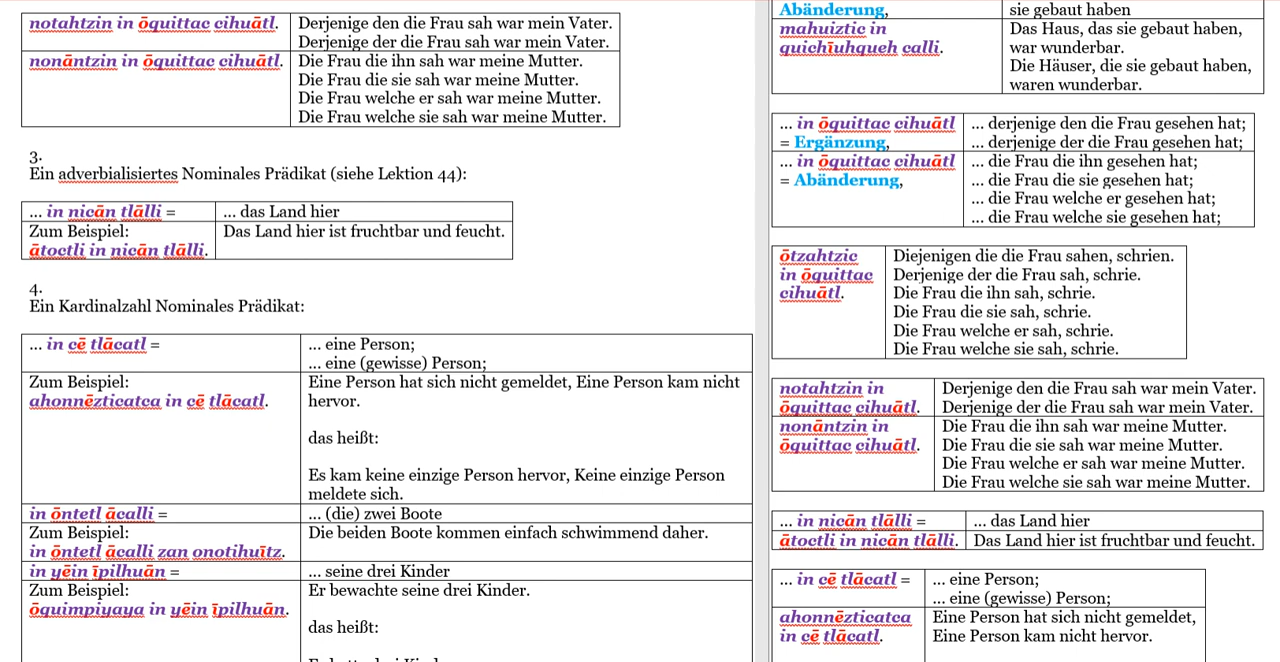 notahtzin in ōquittac cihuātl. Derjenige den die Frau sah war mein Vater.
Derjenige der die Frau sah war mein Vater.
nonāntzin in ōquittac cihuātl. Die Frau die ihn sah war meine Mutter.
Die Frau die sie sah war meine Mutter.
Die Frau welche er sah war meine Mutter.
Die Frau welche sie sah war meine Mutter.
3.
Ein adverbialisiertes Nominales Prädikat (siehe Lektion 44):
... in nicān tlālli = ... das Land hier
Zum Beispiel: Das Land hier ist fruchtbar und feucht.
ātoctli in nicān tlālli.
4.
Ein Kardinalzahl Nominales Prädikat:
... in cē tlācatl = ... eine Person;
... eine (gewisse) Person;
Zum Beispiel: Eine Person hat sich nicht gemeldet, Eine Person kam nicht
ahonnēzticatca in cē tlācatl. hervor.
das heißt:
Es kam keine einzige Person hervor, Keine einzige Person
meldete sich.
in ōntetl ācalli = ... (die) zwei Boote
Zum Beispiel: Die beiden Boote kommen einfach schwimmend daher.
in ōntetl ācalli zan onotihuītz.
in yēin īpilhuān = ... seine drei Kinder
Zum Beispiel: Er bewachte seine drei Kinder.
ōquimpiyaya in yēin īpilhuān.
das heißt:
Abänderung, sie gebaut haben
mahuiztic in Das Haus, das sie gebaut haben,
quichīuhqueh calli. war wunderbar.
Die Häuser, die sie gebaut haben,
waren wunderbar.
... in ōquittac cihuātl ... derjenige den die Frau gesehen hat;
= Ergänzung, ... derjenige der die Frau gesehen hat;
... in ōquittac cihuātl ... die Frau die ihn gesehen hat;
= Abänderung, ... die Frau die sie gesehen hat;
... die Frau welche er gesehen hat;
... die Frau welche sie gesehen hat;
ōtzahtzic Diejenigen die die Frau sahen, schrien.
in ōquittac Derjenige der die Frau sah, schrie.
cihuātl. Die Frau die ihn sah, schrie.
Die Frau die sie sah, schrie.
Die Frau welche er sah, schrie.
Die Frau welche sie sah, schrie.
notahtzin in Derjenige den die Frau sah war mein Vater.
ōquittac cihuātl. Derjenige der die Frau sah war mein Vater.
nonāntzin in Die Frau die ihn sah war meine Mutter.
ōquittac cihuātl. Die Frau die sie sah war meine Mutter.
Die Frau welche er sah war meine Mutter.
Die Frau welche sie sah war meine Mutter.
... in nicān tlālli = ... das Land hier
ātoctli in nicān tlālli. Das Land hier ist fruchtbar und feucht.
... in cē tlācatl = ... eine Person;
... eine (gewisse) Person;
ahonnēzticatca Eine Person hat sich nicht gemeldet,
in cē tlācatl. Eine Person kam nicht hervor.